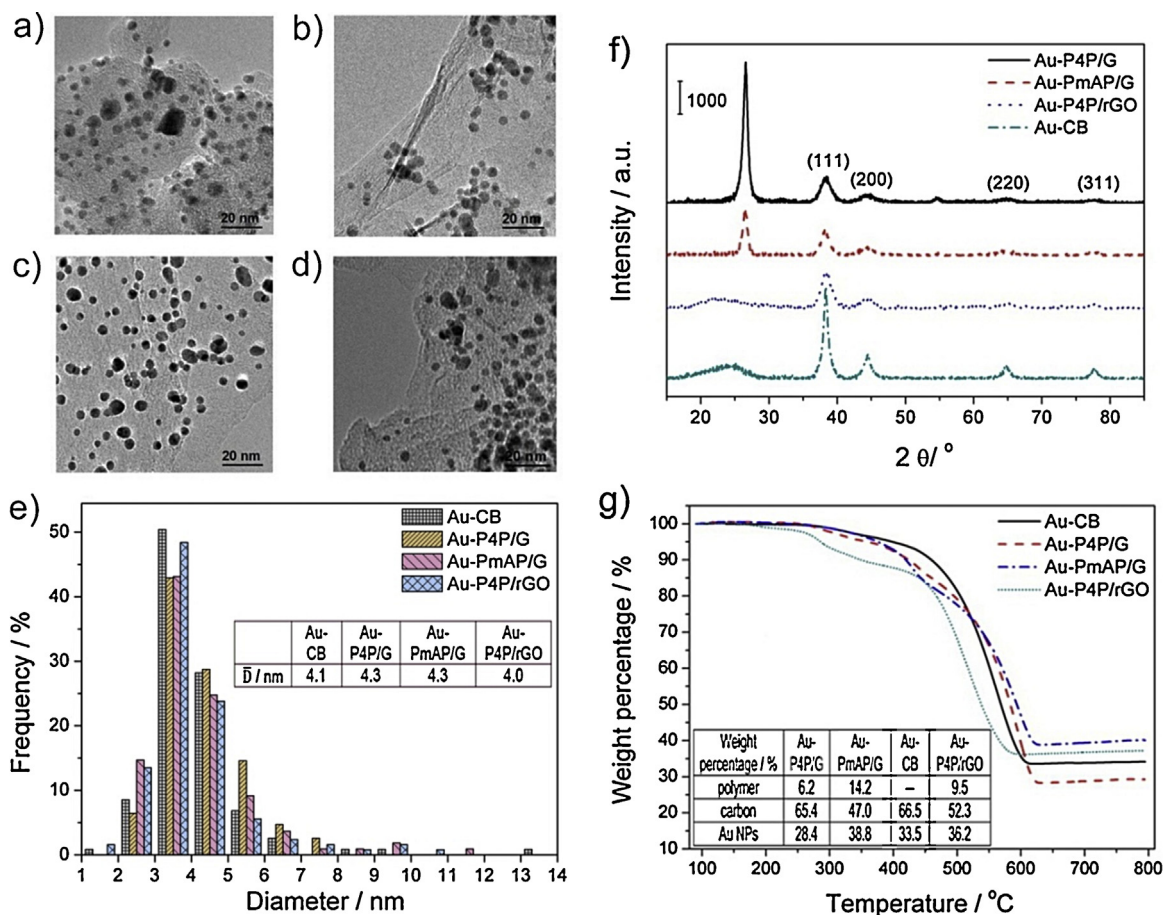 a)
20 nm
b)
20 nm
c)
20 nm
d)
20 nm
e)
Frequency / %
50
40
30
20
10
0
Au-CB
Au-P4P/G
Au-PmAP/G
Au-P4P/rGO
Au-CB Au-P4P/G Au-PmAP/G Au-P4P/rGO
D̅ / nm 4.1 4.3 4.3 4.0
1 2 3 4 5 6 7 8 9 10 11 12 13 14
Diameter / nm
f)
1000
Au-P4P/G
Au-PmAP/G
Au-P4P/rGO
Au-CB
(111) (200) (220) (311)
Intensity / a.u.
20 30 40 50 60 70 80
2 θ/ °
g)
Weight percentage / %
100
90
80
70
60
50
40
30
20
10
0
Au-CB
Au-P4P/G
Au-PmAP/G
Au-P4P/rGO
Weight percentage / % Au-P4P/G Au-PmAP/G Au-CB Au-P4P/rGO
polymer 6.2 14.2 – 9.5
carbon 65.4 47.0 66.5 52.3
Au NPs 28.4 38.8 33.5 36.2
100 200 300 400 500 600 700 800
Temperature / °C